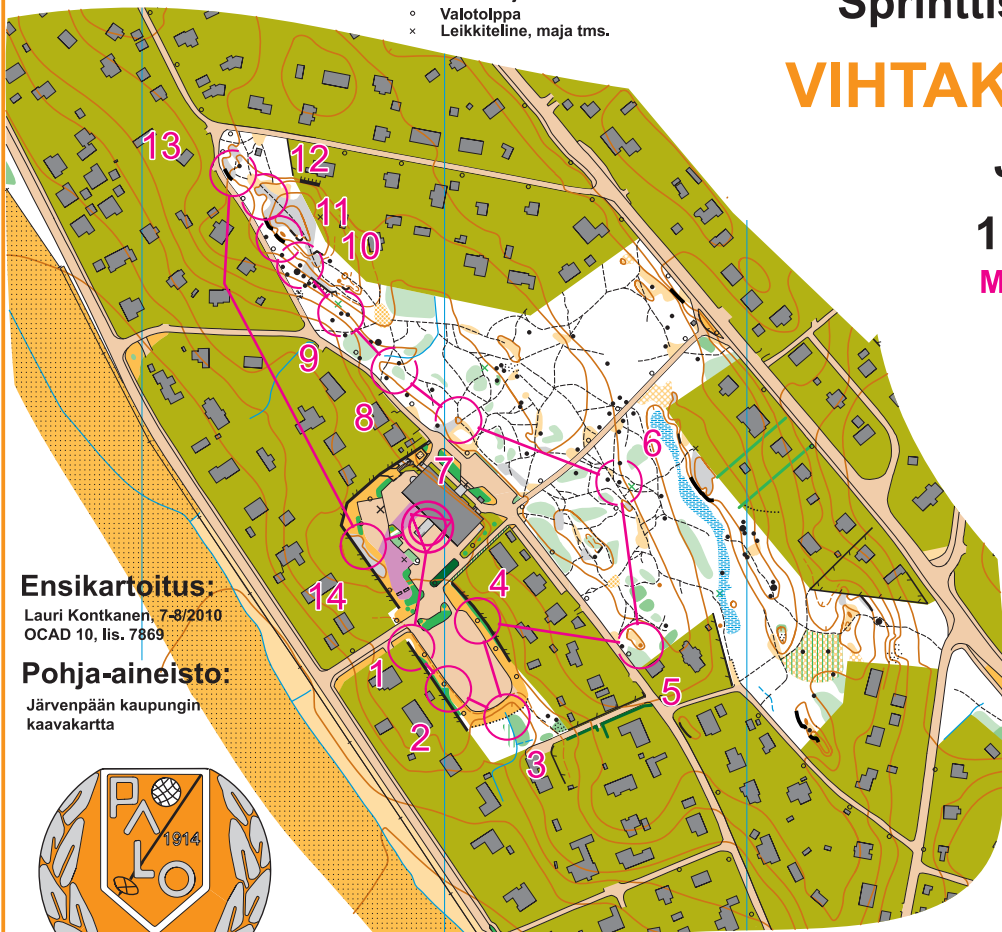 Valotolppa
Leikkiteline, maja tms.
VIHTAK
1
M
13
12
11
10
9
8
7
6
4
14
1
5
2
3
Ensikartoitus:
Lauri Kontkanen, 7-8/2010
OCAD 10, lis. 7869
Pohja-aineisto:
Järvenpään kaupungin
kaavakartta
P
A
1914
L
O